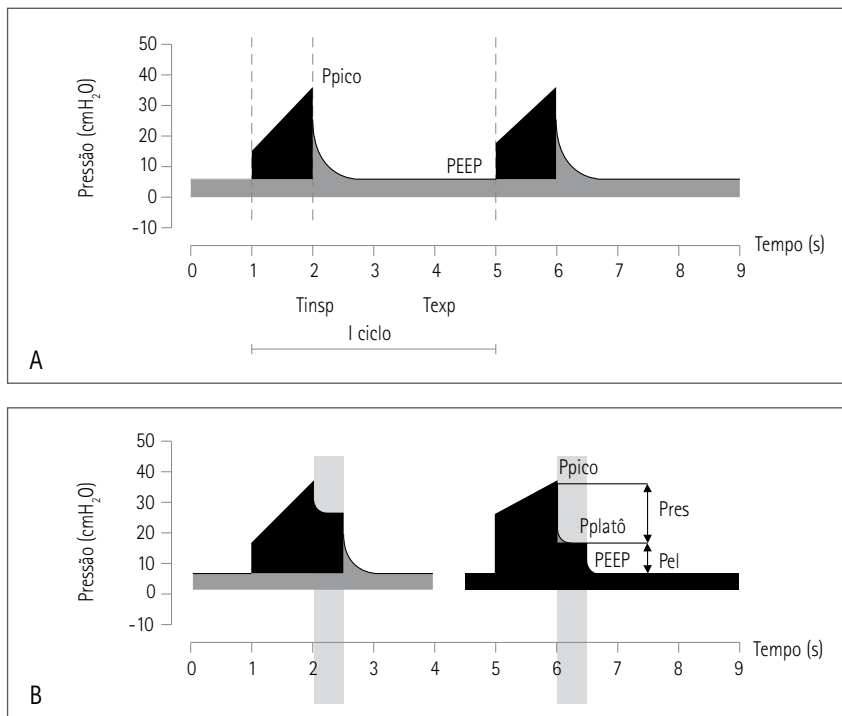 50
40
30
20
10
0
-10
Pressão (cmH2O)
Ppico
PEEP
Tempo (s)
0 1 2 3 4 5 6 7 8 9
Tinsp Texp
I ciclo
A
50
40
30
20
10
0
-10
Pressão (cmH2O)
Ppico
Pres
Pplatô
PEEP Pel
Tempo (s)
0 1 2 3 4 5 6 7 8 9
B